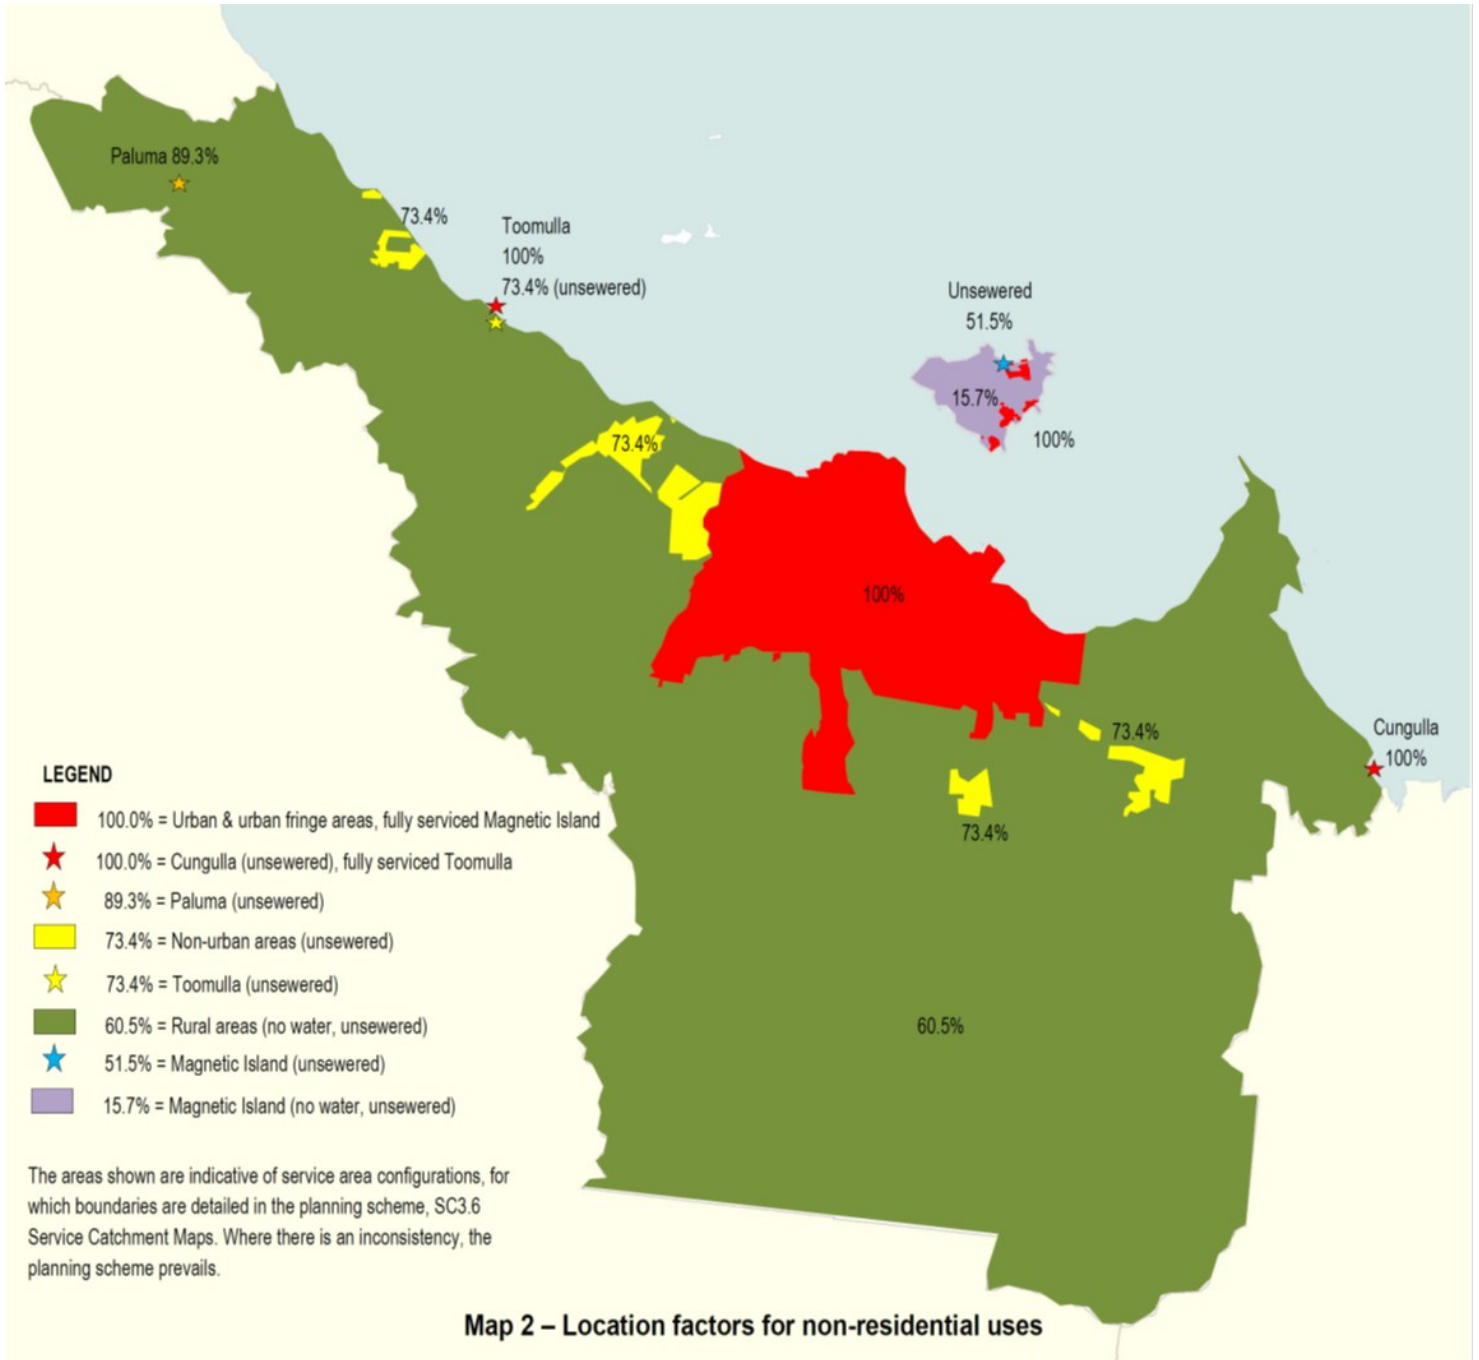 Paluma 89.3%
73.4%
Toomulla
100%
73.4% (unsewered)
Unsewered
51.5%
15.7%
100%
73.4%
100%
73.4%
Cungulla
100%
73.4%
60.5%
LEGEND
100.0% = Urban & urban fringe areas, fully serviced Magnetic Island
100.0% = Cungulla (unsewered), fully serviced Toomulla
89.3% = Paluma (unsewered)
73.4% = Non-urban areas (unsewered)
73.4% = Toomulla (unsewered)
60.5% = Rural areas (no water, unsewered)
51.5% = Magnetic Island (unsewered)
15.7% = Magnetic Island (no water, unsewered)
The areas shown are indicative of service area configurations, for
which boundaries are detailed in the planning scheme, SC3.6
Service Catchment Maps. Where there is an inconsistency, the
planning scheme prevails.
Map 2 – Location factors for non-residential uses